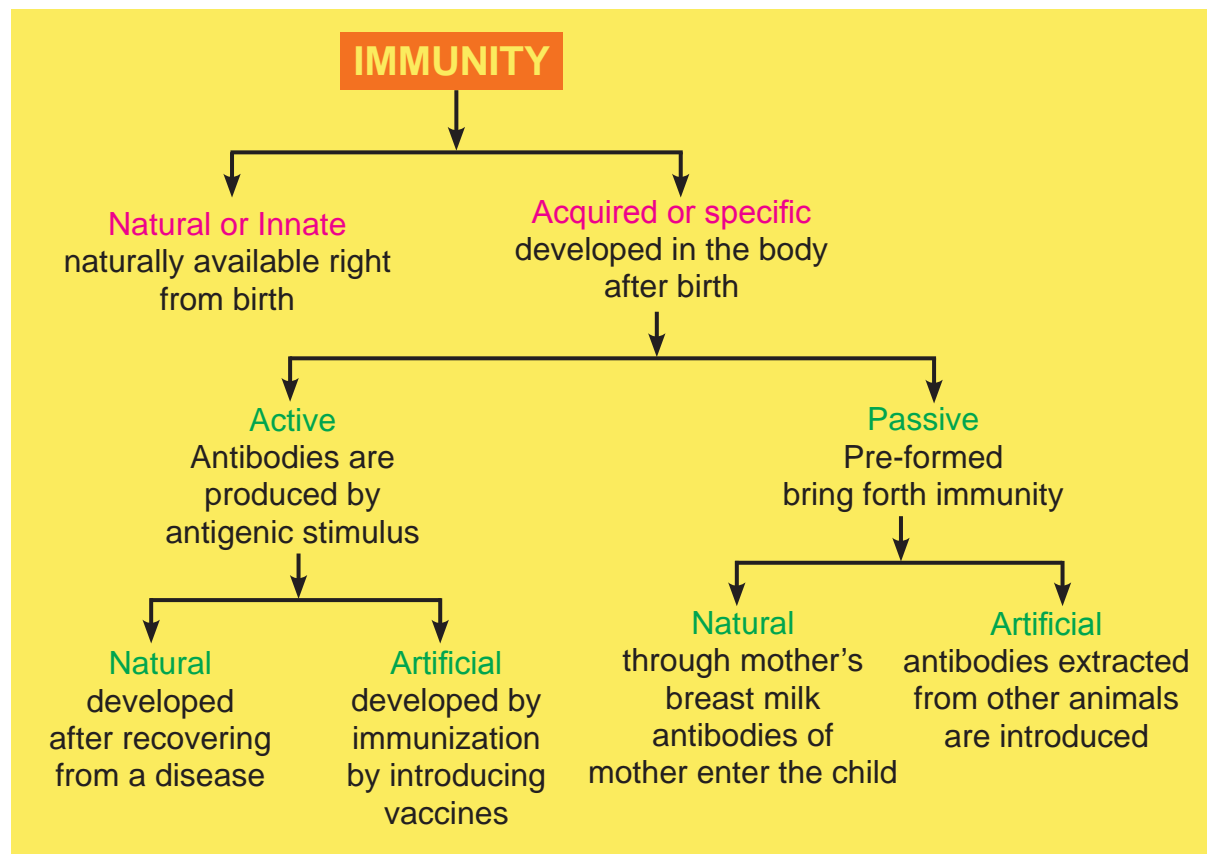 IMMUNITY
Natural or Innate
naturally available right
from birth
Acquired or specific
developed in the body
after birth
Active
Antibodies are
produced by
antigenic stimulus
Passive
Pre-formed
bring forth immunity
Natural
developed
after recovering
from a disease
Artificial
developed by
immunization
by introducing
vaccines
Natural
through mother’s
breast milk
antibodies of
mother enter the child
Artificial
antibodies extracted
from other animals
are introduced